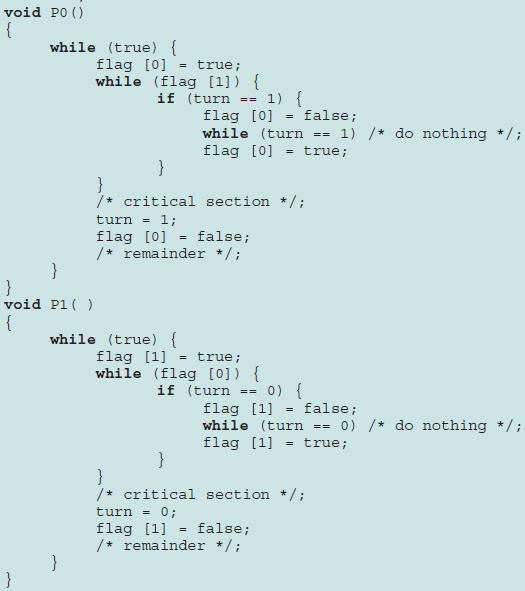 void P0()
{
while (true) {
flag [0] = true;
while (flag [1]) {
if (turn == 1) {
flag [0] = false;
while (turn == 1) /* do nothing */;
flag [0] = true;
}
}
/* critical section */;
turn = 1;
flag [0] = false;
/* remainder */;
}
}
void P1( )
{
while (true) {
flag [1] = true;
while (flag [0]) {
if (turn == 0) {
flag [1] = false;
while (turn == 0) /* do nothing */;
flag [1] = true;
}
}
/* critical section */;
turn = 0;
flag [1] = false;
/* remainder */;
}
}